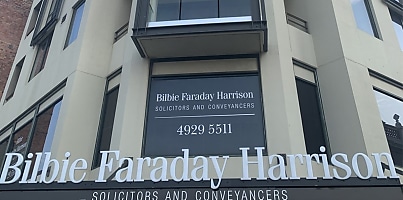 Bilbie Faraday Harrison
SOLICITORS AND CONVEYANCERS
4929 5511
Bilbie Faraday Harrison
SOLICITORS AND CONVEYANCERS